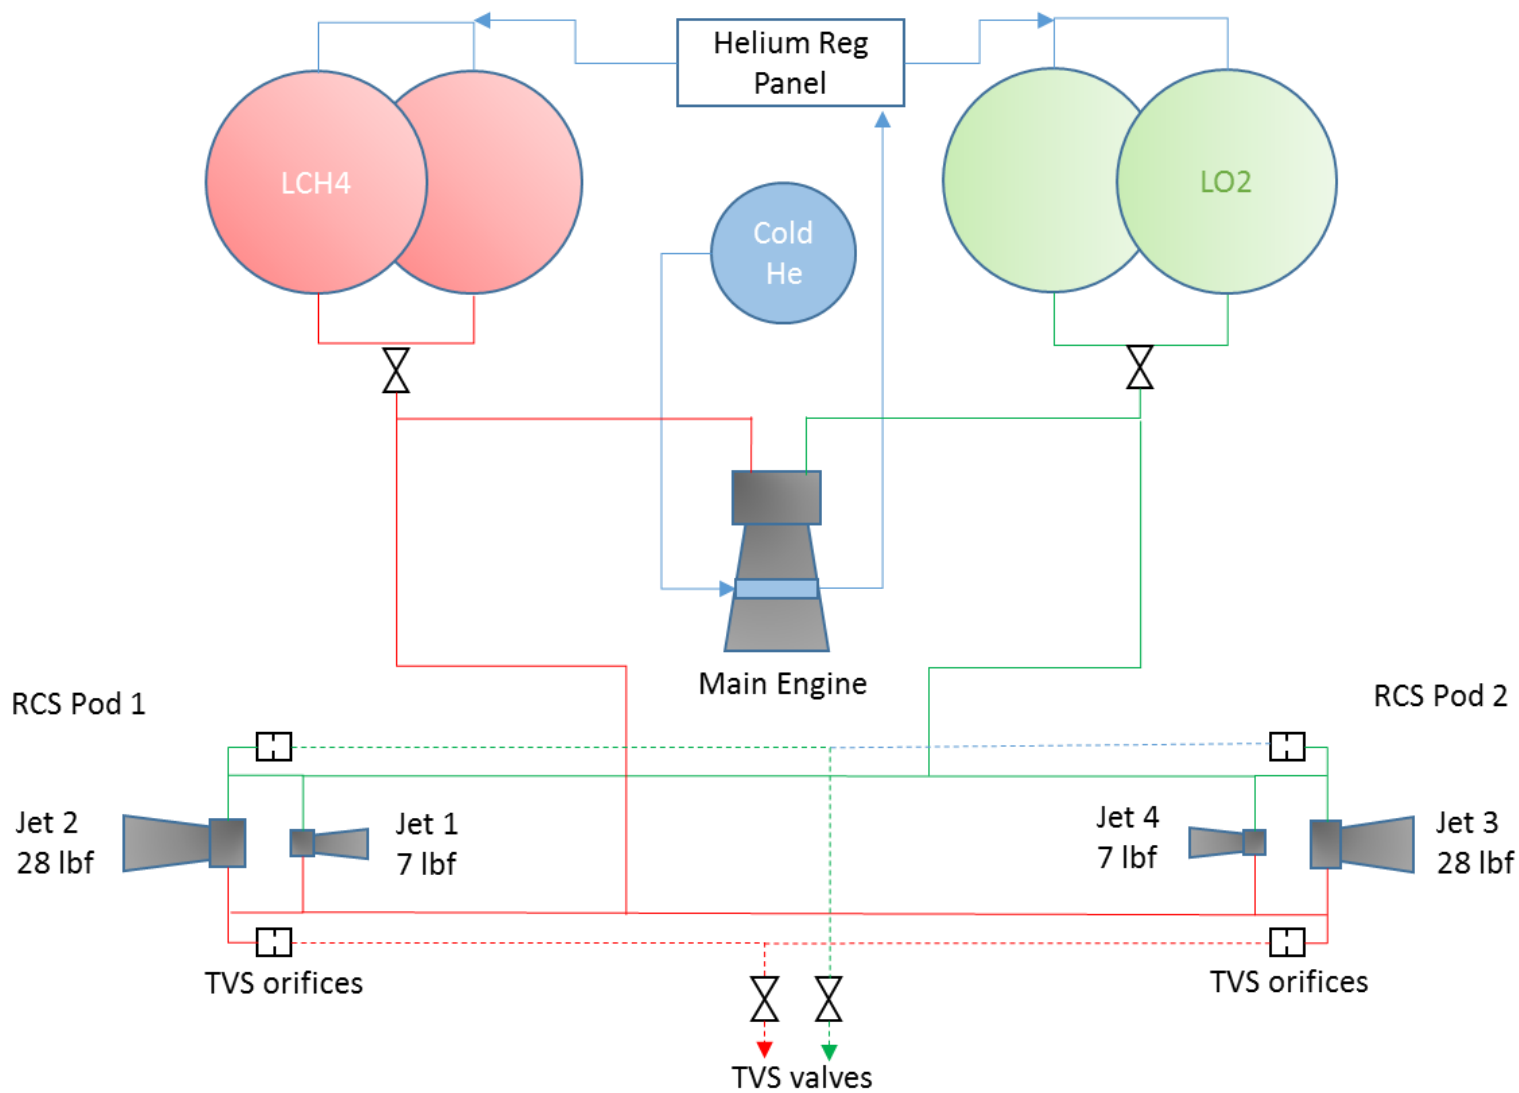 Helium Reg
Panel
LCH4
LO2
Cold
He
Main Engine
RCS Pod 1
RCS Pod 2
Jet 2
28 lbf
Jet 1
7 lbf
Jet 4
7 lbf
Jet 3
28 lbf
TVS orifices
TVS orifices
TVS valves